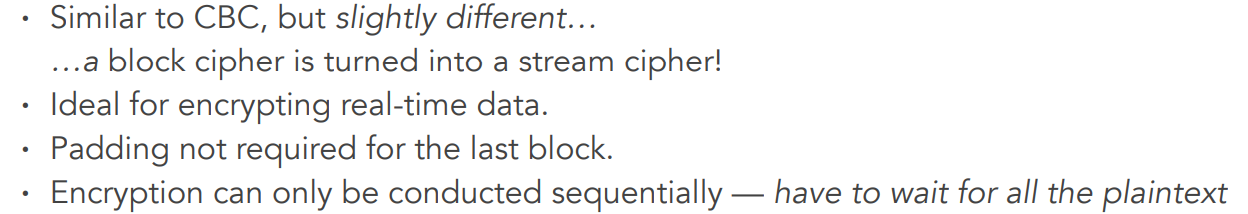 • Similar to CBC, but slightly different…
…a block cipher is turned into a stream cipher!
• Ideal for encrypting real-time data.
• Padding not required for the last block.
• Encryption can only be conducted sequentially — have to wait for all the plaintext